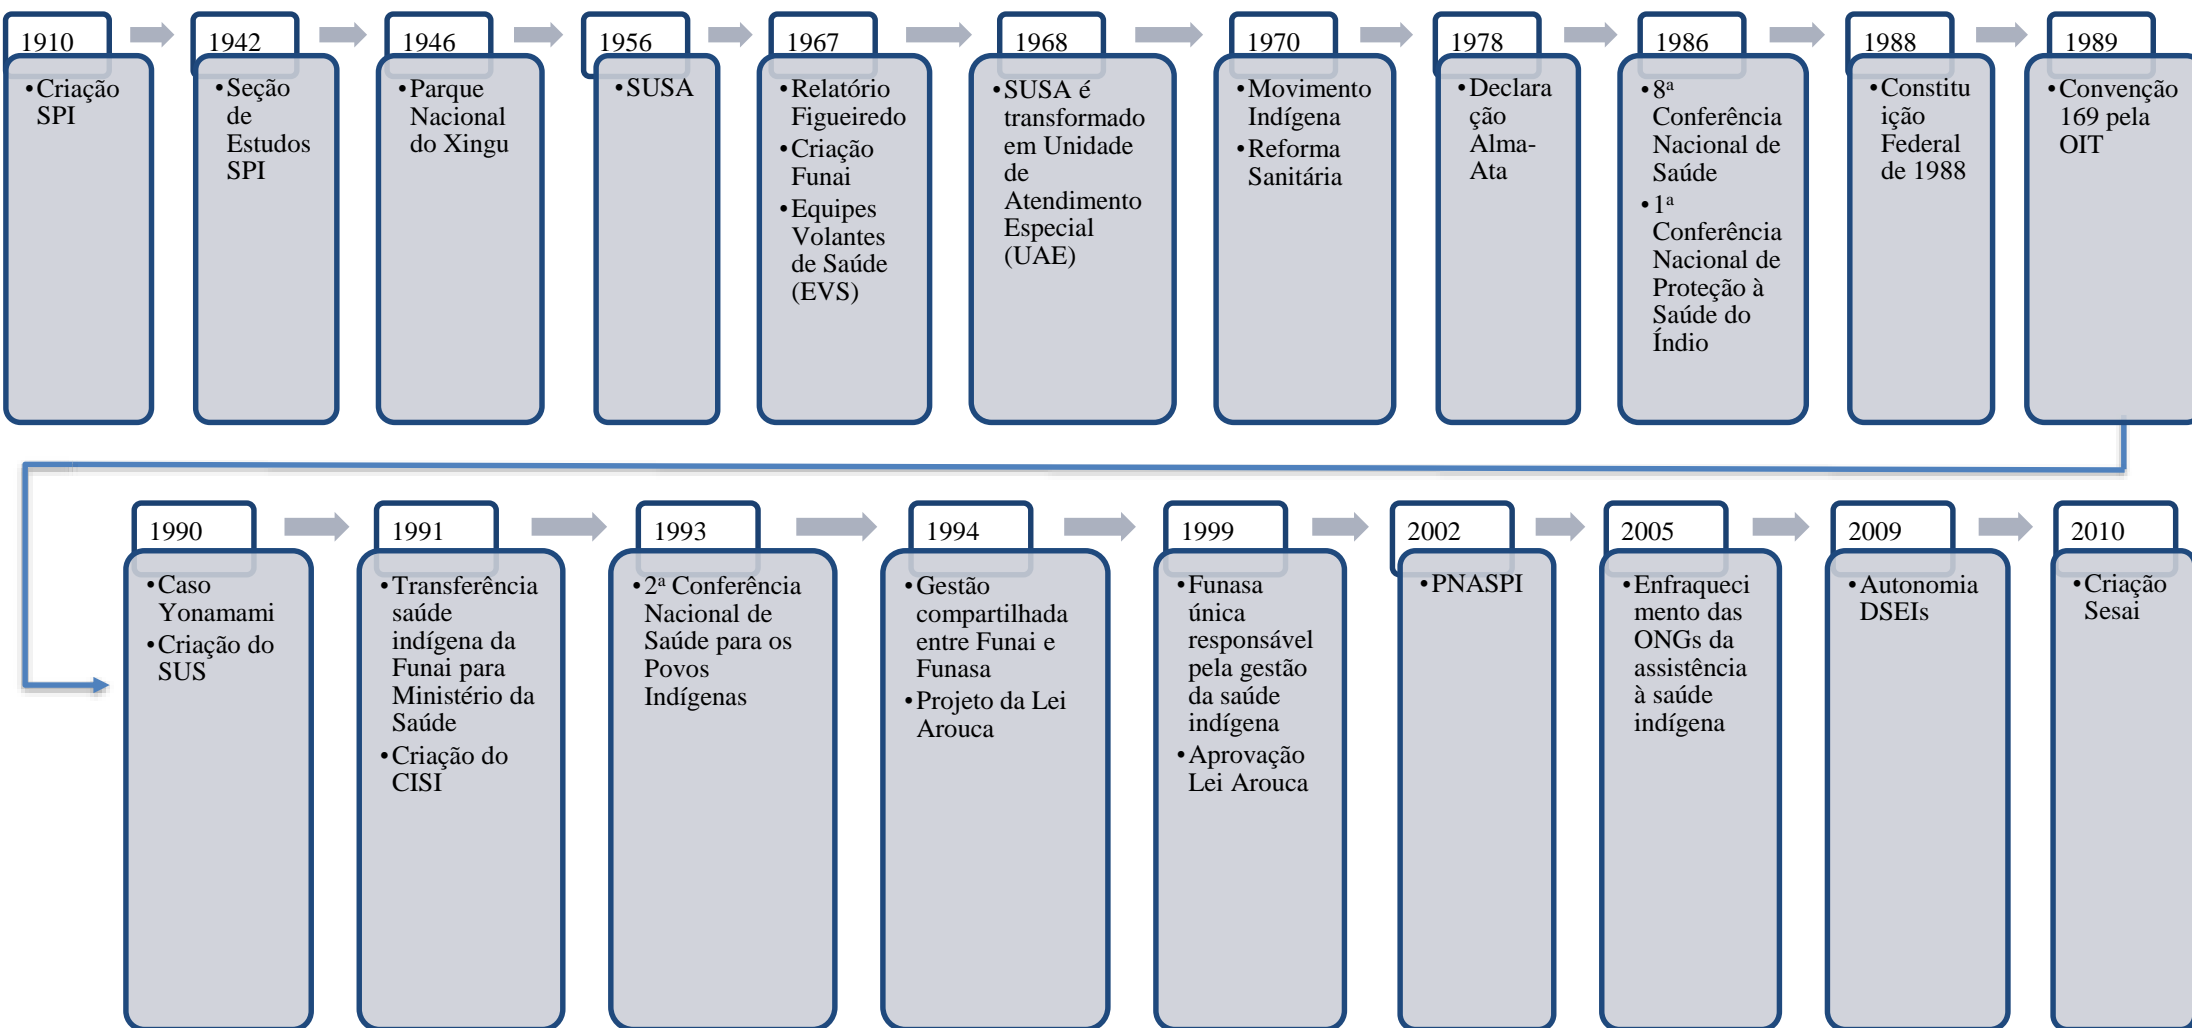 1910
• Criação
SPI
1942
• Seção
de
Estudos
SPI
1946
• Parque
Nacional
do Xingu
1956
• SUSA
1967
• Relatório
Figueiredo
• Criação
Funai
• Equipes
Volantes
de Saúde
(EVS)
1968
• SUSA é
transformado
em Unidade
de
Atendimento
Especial
(UAE)
1970
• Movimento
Indígena
• Reforma
Sanitária
1978
• Declara
ção
Alma-
Ata
1986
• 8ª
Conferência
Nacional de
Saúde
• 1ª
Conferência
Nacional de
Proteção à
Saúde do
Índio
1988
• Constitu
ição
Federal
de 1988
1989
• Convenção
169 pela
OIT
1990
• Caso
Yonamami
• Criação do
SUS
1991
• Transferência
saúde
indígena da
Funai para
Ministério da
Saúde
• Criação do
CISI
1993
• 2ª Conferência
Nacional de
Saúde para os
Povos
Indígenas
1994
• Gestão
compartilhada
entre Funai e
Funasa
• Projeto da Lei
Arouca
1999
• Funasa
única
responsável
pela gestão
da saúde
indígena
• Aprovação
Lei Arouca
2002
• PNASPI
2005
• Enfraqueci
mento das
ONGs da
assistência
à saúde
indígena
2009
• Autonomia
DSEIs
2010
• Criação
Sesai